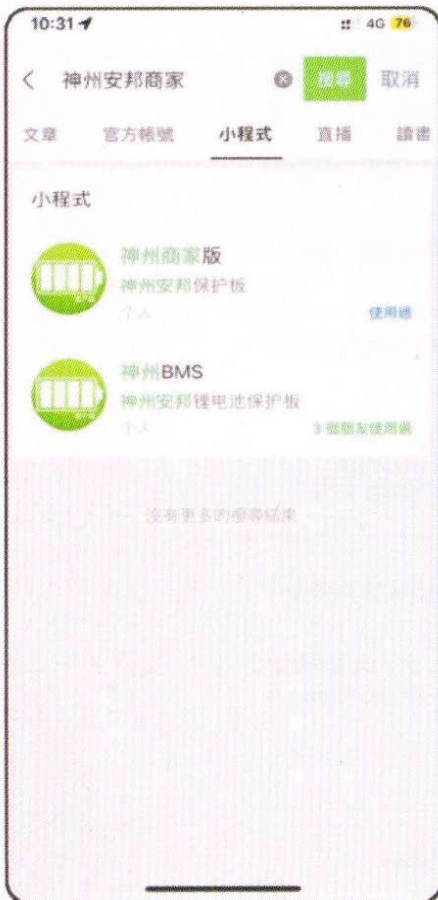 10:31 4G 76
神州安邦商家 搜尋 取消
文章 官方帳號 小程式 直播 讀書
小程式
神州商家版
神州安邦保护板
个人 使用過
神州BMS
神州安邦锂电池保护板
个人 3 個朋友使用過
没有更多的搜尋結果